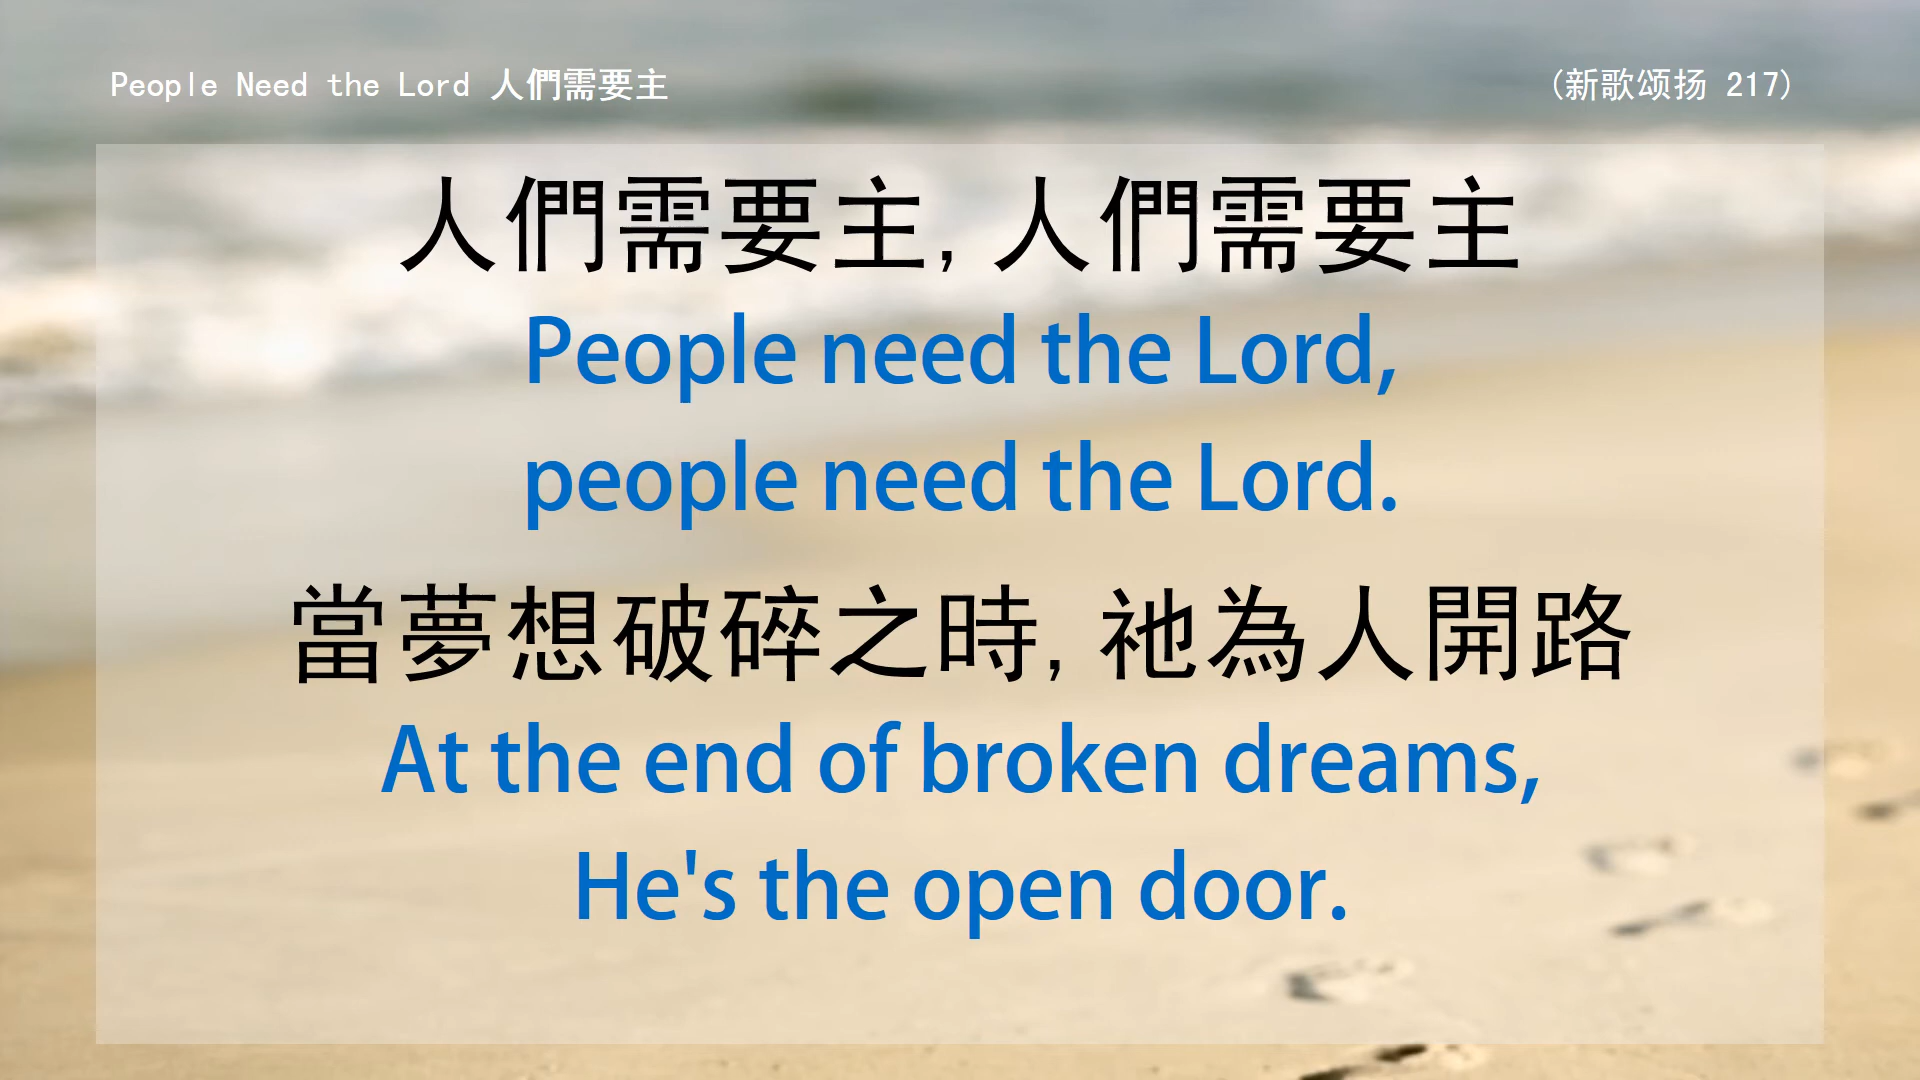 People Need the Lord 人們需要主
(新歌颂扬 217)
人們需要主,人們需要主
People need the Lord,
people need the Lord.
當夢想破碎之時,祂為人開路
At the end of broken dreams,
He's the open door.